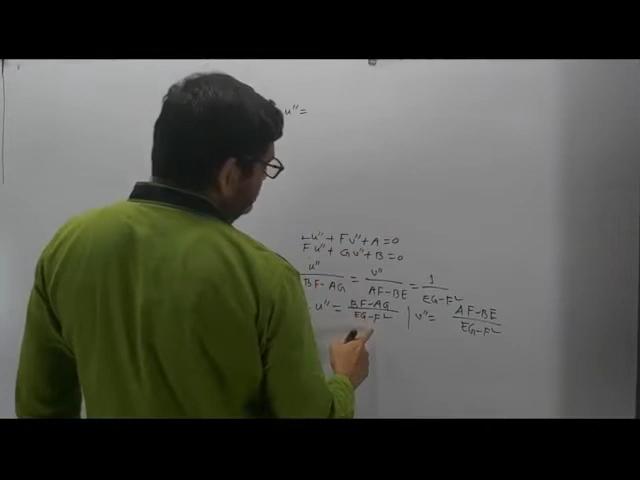 u'' =
Eu'' + Fv'' + A = 0
Fu'' + Gv'' + B = 0
u''/BF-AG = v''/AF-BE = 1/EG-F²
u'' = BF-AG/EG-F² | v'' = AF-BE/EG-F²